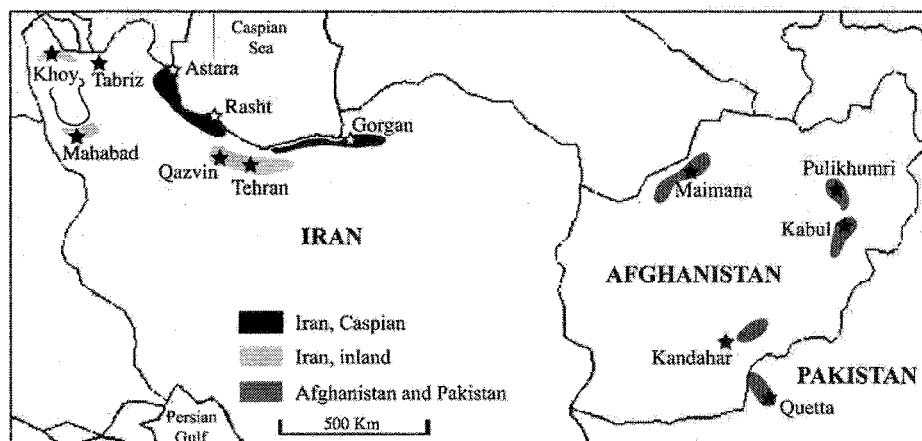 Caspian
Sea
Khoy
Tabriz
Astara
Rasht
Gorgan
Mahabad
Qazvin
Tehran
Maimana
Pulikhumri
Kabul
IRAN
AFGHANISTAN
Iran, Caspian
Iran, inland
Afghanistan and Pakistan
Kandahar
PAKISTAN
Quetta
Persian
Gulf
500 Km